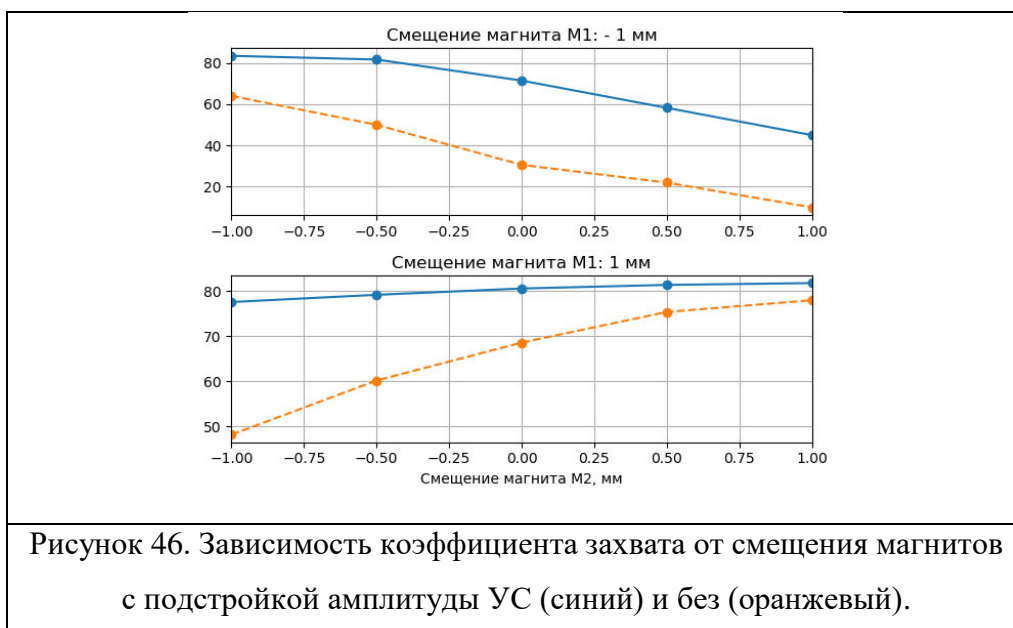 Смещение магнита М1: - 1 мм
80
60
40
20
−1.00 −0.75 −0.50 −0.25 0.00 0.25 0.50 0.75 1.00
Смещение магнита М1: 1 мм
80
70
60
50
−1.00 −0.75 −0.50 −0.25 0.00 0.25 0.50 0.75 1.00
Смещение магнита М2, мм
Рисунок 46. Зависимость коэффициента захвата от смещения магнитов
с подстройкой амплитуды УС (синий) и без (оранжевый).